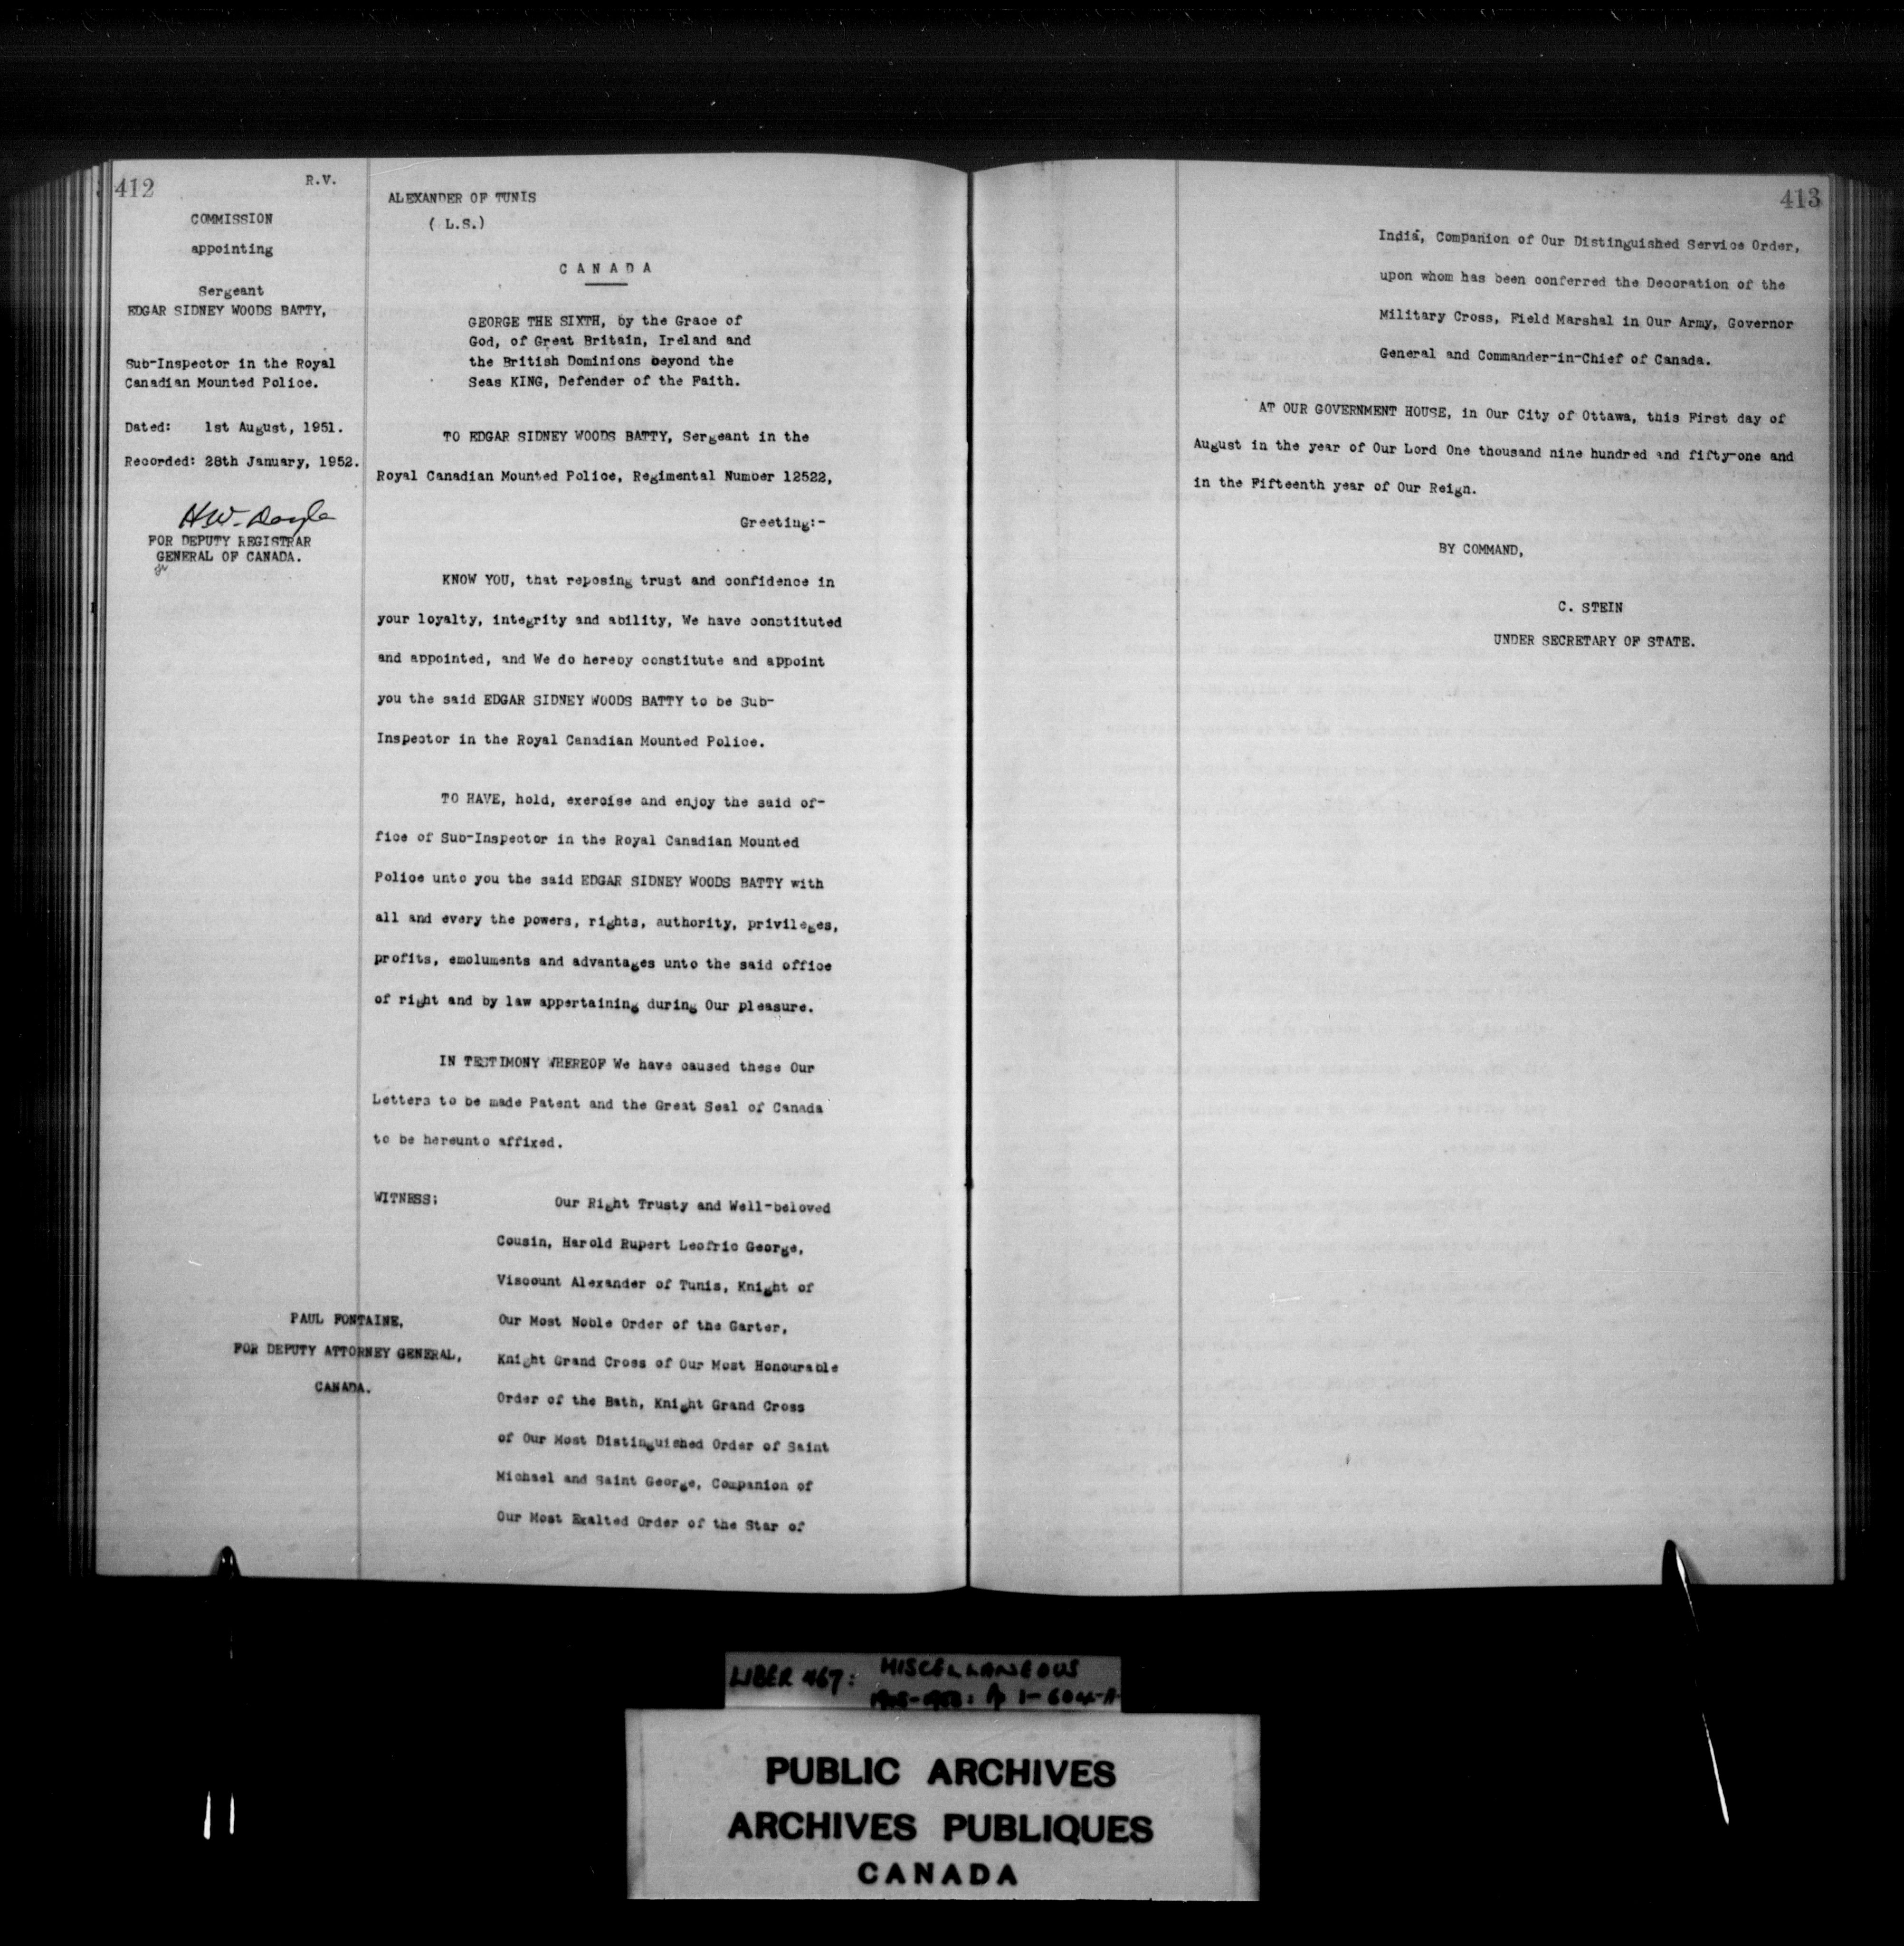 412
R.V.
COMMISSION
appointing
Sergeant
EDGAR SIDNEY WOODS BATTY,
Sub-Inspector in the Royal
Canadian Mounted Police.
Dated: 1st August, 1951.
Recorded: 28th January, 1952.
FOR DEPUTY REGISTRAR
GENERAL OF CANADA.
PAUL FONTAINE,
FOR DEPUTY ATTORNEY GENERAL,
CANADA.
ALEXANDER OF TUNIS
( L.S.)
CANADA
GEORGE THE SIXTH, by the Grace of
God, of Great Britain, Ireland and
the British Dominions beyond the
Seas KING, Defender of the Faith.
TO EDGAR SIDNEY WOODS BATTY, Sergeant in the
Royal Canadian Mounted Police, Regimental Number 12522,
Greeting:-
KNOW YOU, that reposing trust and confidence in
your loyalty, integrity and ability, We have constituted
and appointed, and We do hereby constitute and appoint
you the said EDGAR SIDNEY WOODS BATTY to be Sub-
Inspector in the Royal Canadian Mounted Police.
TO HAVE, hold, exercise and enjoy the said of-
fice of Sub-Inspector in the Royal Canadian Mounted
Police unto you the said EDGAR SIDNEY WOODS BATTY with
all and every the powers, rights, authority, privileges,
profits, emoluments and advantages unto the said office
of right and by law appertaining during Our pleasure.
IN TESTIMONY WHEREOF We have caused these Our
Letters to be made Patent and the Great Seal of Canada
to be hereunto affixed.
WITNESS: Our Right Trusty and Well-beloved
Cousin, Harold Rupert Leofric George,
Viscount Alexander of Tunis, Knight of
Our Most Noble Order of the Garter,
Knight Grand Cross of Our Most Honourable
Order of the Bath, Knight Grand Cross
of Our Most Distinguished Order of Saint
Michael and Saint George, Companion of
Our Most Exalted Order of the Star of
413
India, Companion of Our Distinguished Service Order,
upon whom has been conferred the Decoration of the
Military Cross, Field Marshal in Our Army, Governor
General and Commander-in-Chief of Canada.
AT OUR GOVERNMENT HOUSE, in Our City of Ottawa, this First day of
August in the year of Our Lord One thousand nine hundred and fifty-one and
in the Fifteenth year of Our Reign.
BY COMMAND,
C. STEIN
UNDER SECRETARY OF STATE.
LIBER 467: MISCELLANEOUS
PUBLIC ARCHIVES
ARCHIVES PUBLIQUES
CANADA